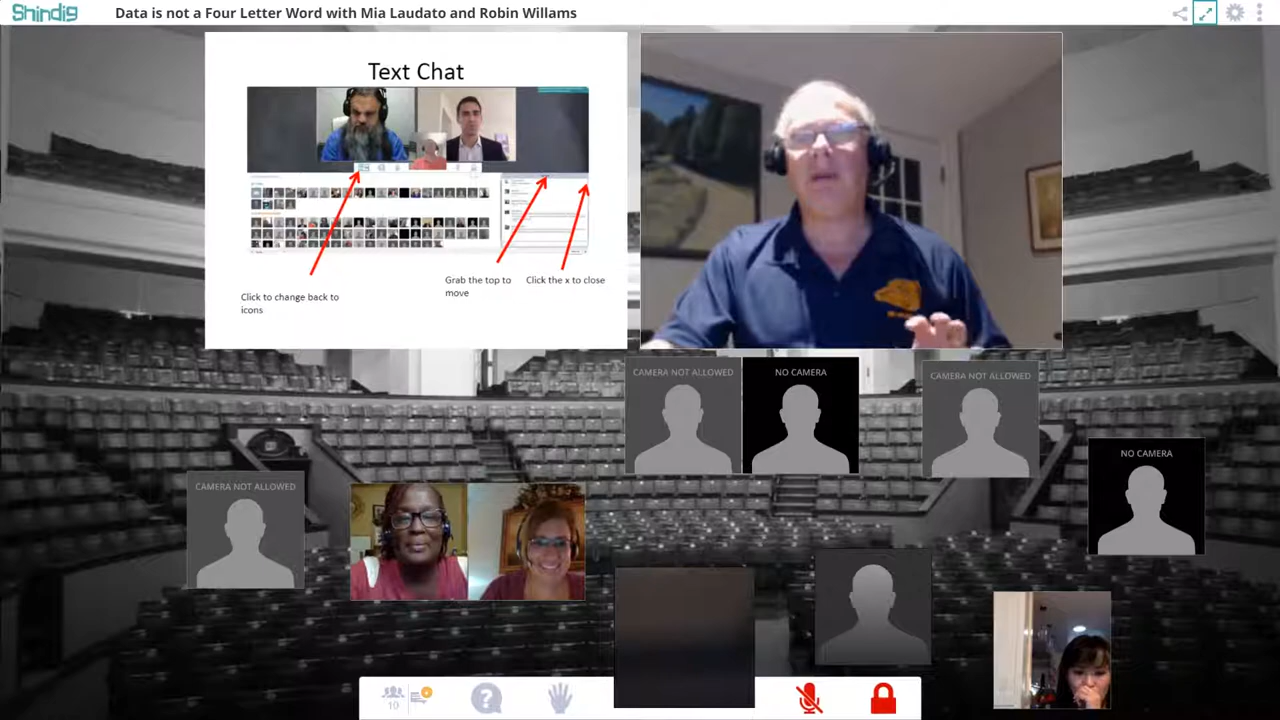 Shindig
Data is not a Four Letter Word with Mia Laudato and Robin Willams
Text Chat
Click to change back to
icons
Grab the top to
move
Click the x to close
CAMERA NOT ALLOWED
NO CAMERA
CAMERA NOT ALLOWED
NO CAMERA
CAMERA NOT ALLOWED
10